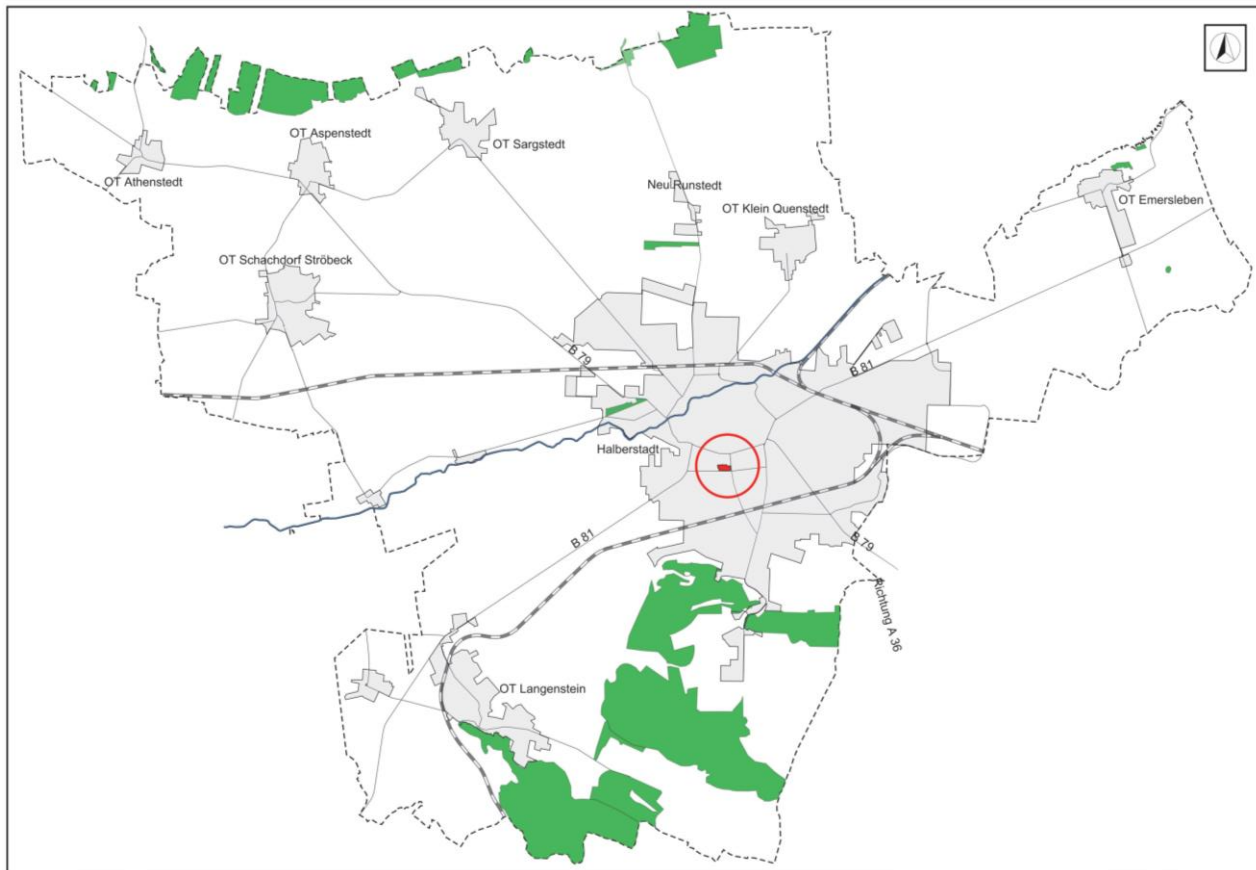 OT Aspenstedt
OT Sargstedt
OT Athenstedt
Neu Runstedt
OT Klein Quenstedt
OT Emersleben
OT Schachdorf Ströbeck
B 79
B 81
Halberstadt
B 81
B 79
Richtung A 36
OT Langenstein